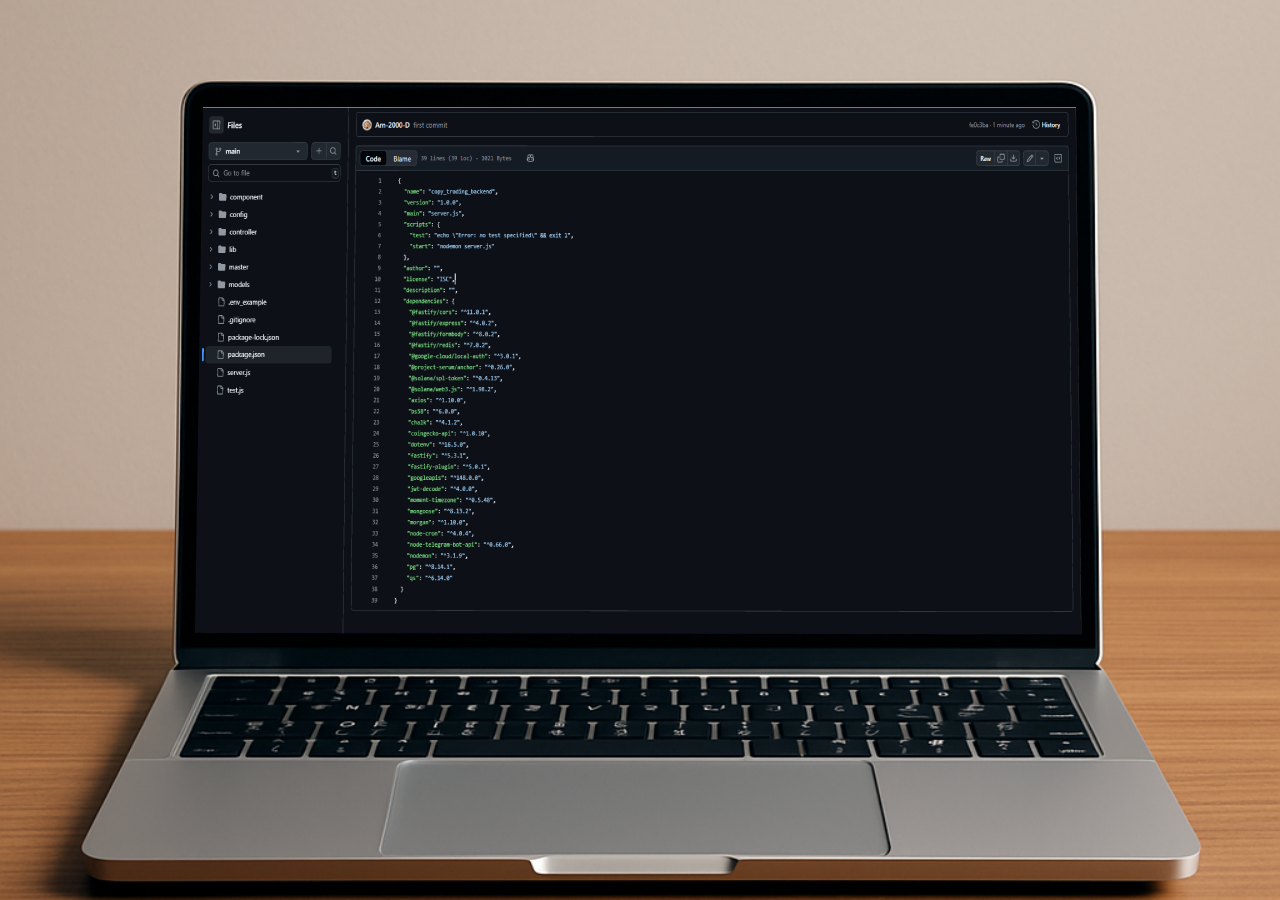 Files
main
Go to file
t
component
config
controller
lib
master
models
.env_example
.gitignore
package-lock.json
package.json
server.js
test.js
Arn-2000-D first commit
fe0c3ba · 1 minute ago
History
Code
Blame
39 lines (39 loc) · 1021 Bytes
Raw
1 {
2 "name": "copy_trading_backend",
3 "version": "1.0.0",
4 "main": "server.js",
5 "scripts": {
6 "test": "echo \"Error: no test specified\" && exit 1",
7 "start": "nodemon server.js"
8 },
9 "author": "",
10 "license": "ISC",
11 "description": "",
12 "dependencies": {
13 "@fastify/cors": "^11.0.1",
14 "@fastify/express": "^4.0.2",
15 "@fastify/formbody": "^8.0.2",
16 "@fastify/redis": "^7.0.2",
17 "@google-cloud/local-auth": "^3.0.1",
18 "@project-serum/anchor": "^0.26.0",
19 "@solana/spl-token": "^0.4.13",
20 "@solana/web3.js": "^1.98.2",
21 "axios": "^1.10.0",
22 "bs58": "^6.0.0",
23 "chalk": "^4.1.2",
24 "coingecko-api": "^1.0.10",
25 "dotenv": "^16.5.0",
26 "fastify": "^5.3.1",
27 "fastify-plugin": "^5.0.1",
28 "googleapis": "^148.0.0",
29 "jwt-decode": "^4.0.0",
30 "moment-timezone": "^0.5.48",
31 "mongoose": "^8.13.2",
32 "morgan": "^1.10.0",
33 "node-cron": "^4.0.4",
34 "node-telegram-bot-api": "^0.66.0",
35 "nodemon": "^3.1.9",
36 "pg": "^8.14.1",
37 "qs": "^6.14.0"
38 }
39 }